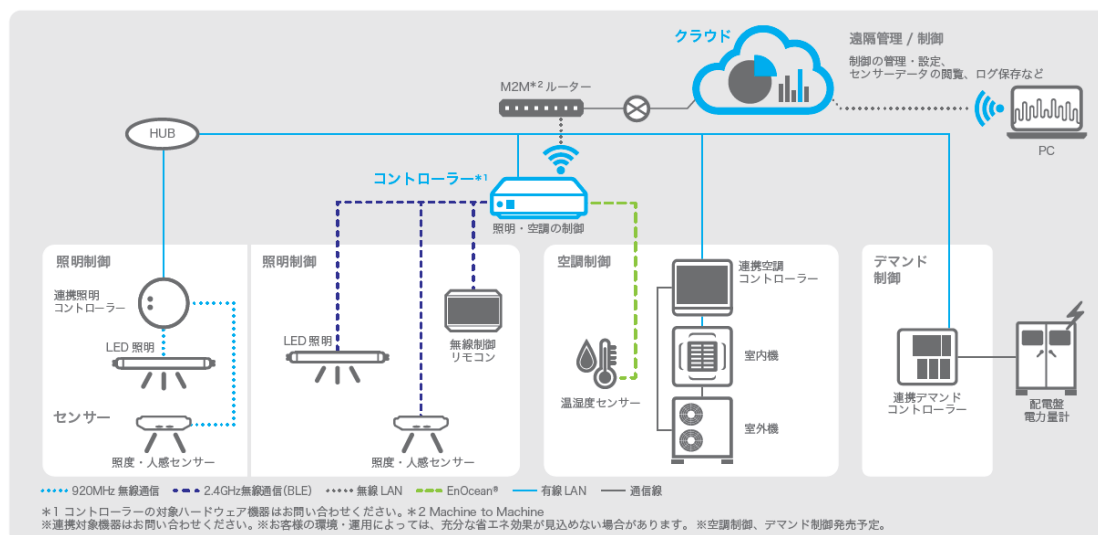 クラウド
遠隔管理 / 制御
制御の管理・設定、
センサーデータの閲覧、ログ保存など
M2M*2 ルーター
PC
HUB
コントローラー*1
照明・空調の制御
照明制御
連携照明
コントローラー
LED 照明
センサー
照度・人感センサー
照明制御
LED 照明
無線制御
リモコン
照度・人感センサー
空調制御
温湿度センサー
連携空調
コントローラー
室内機
室外機
デマンド
制御
連携デマンド
コントローラー
配電盤
電力量計
920MHz 無線通信 2.4GHz無線通信(BLE) 無線 LAN EnOcean® 有線 LAN 通信線
*1 コントローラーの対象ハードウェア機器はお問い合わせください。*2 Machine to Machine
※連携対象機器はお問い合わせください。※お客様の環境・運用によっては、充分な省エネ効果が見込めない場合があります。 ※空調制御、デマンド制御発売予定。